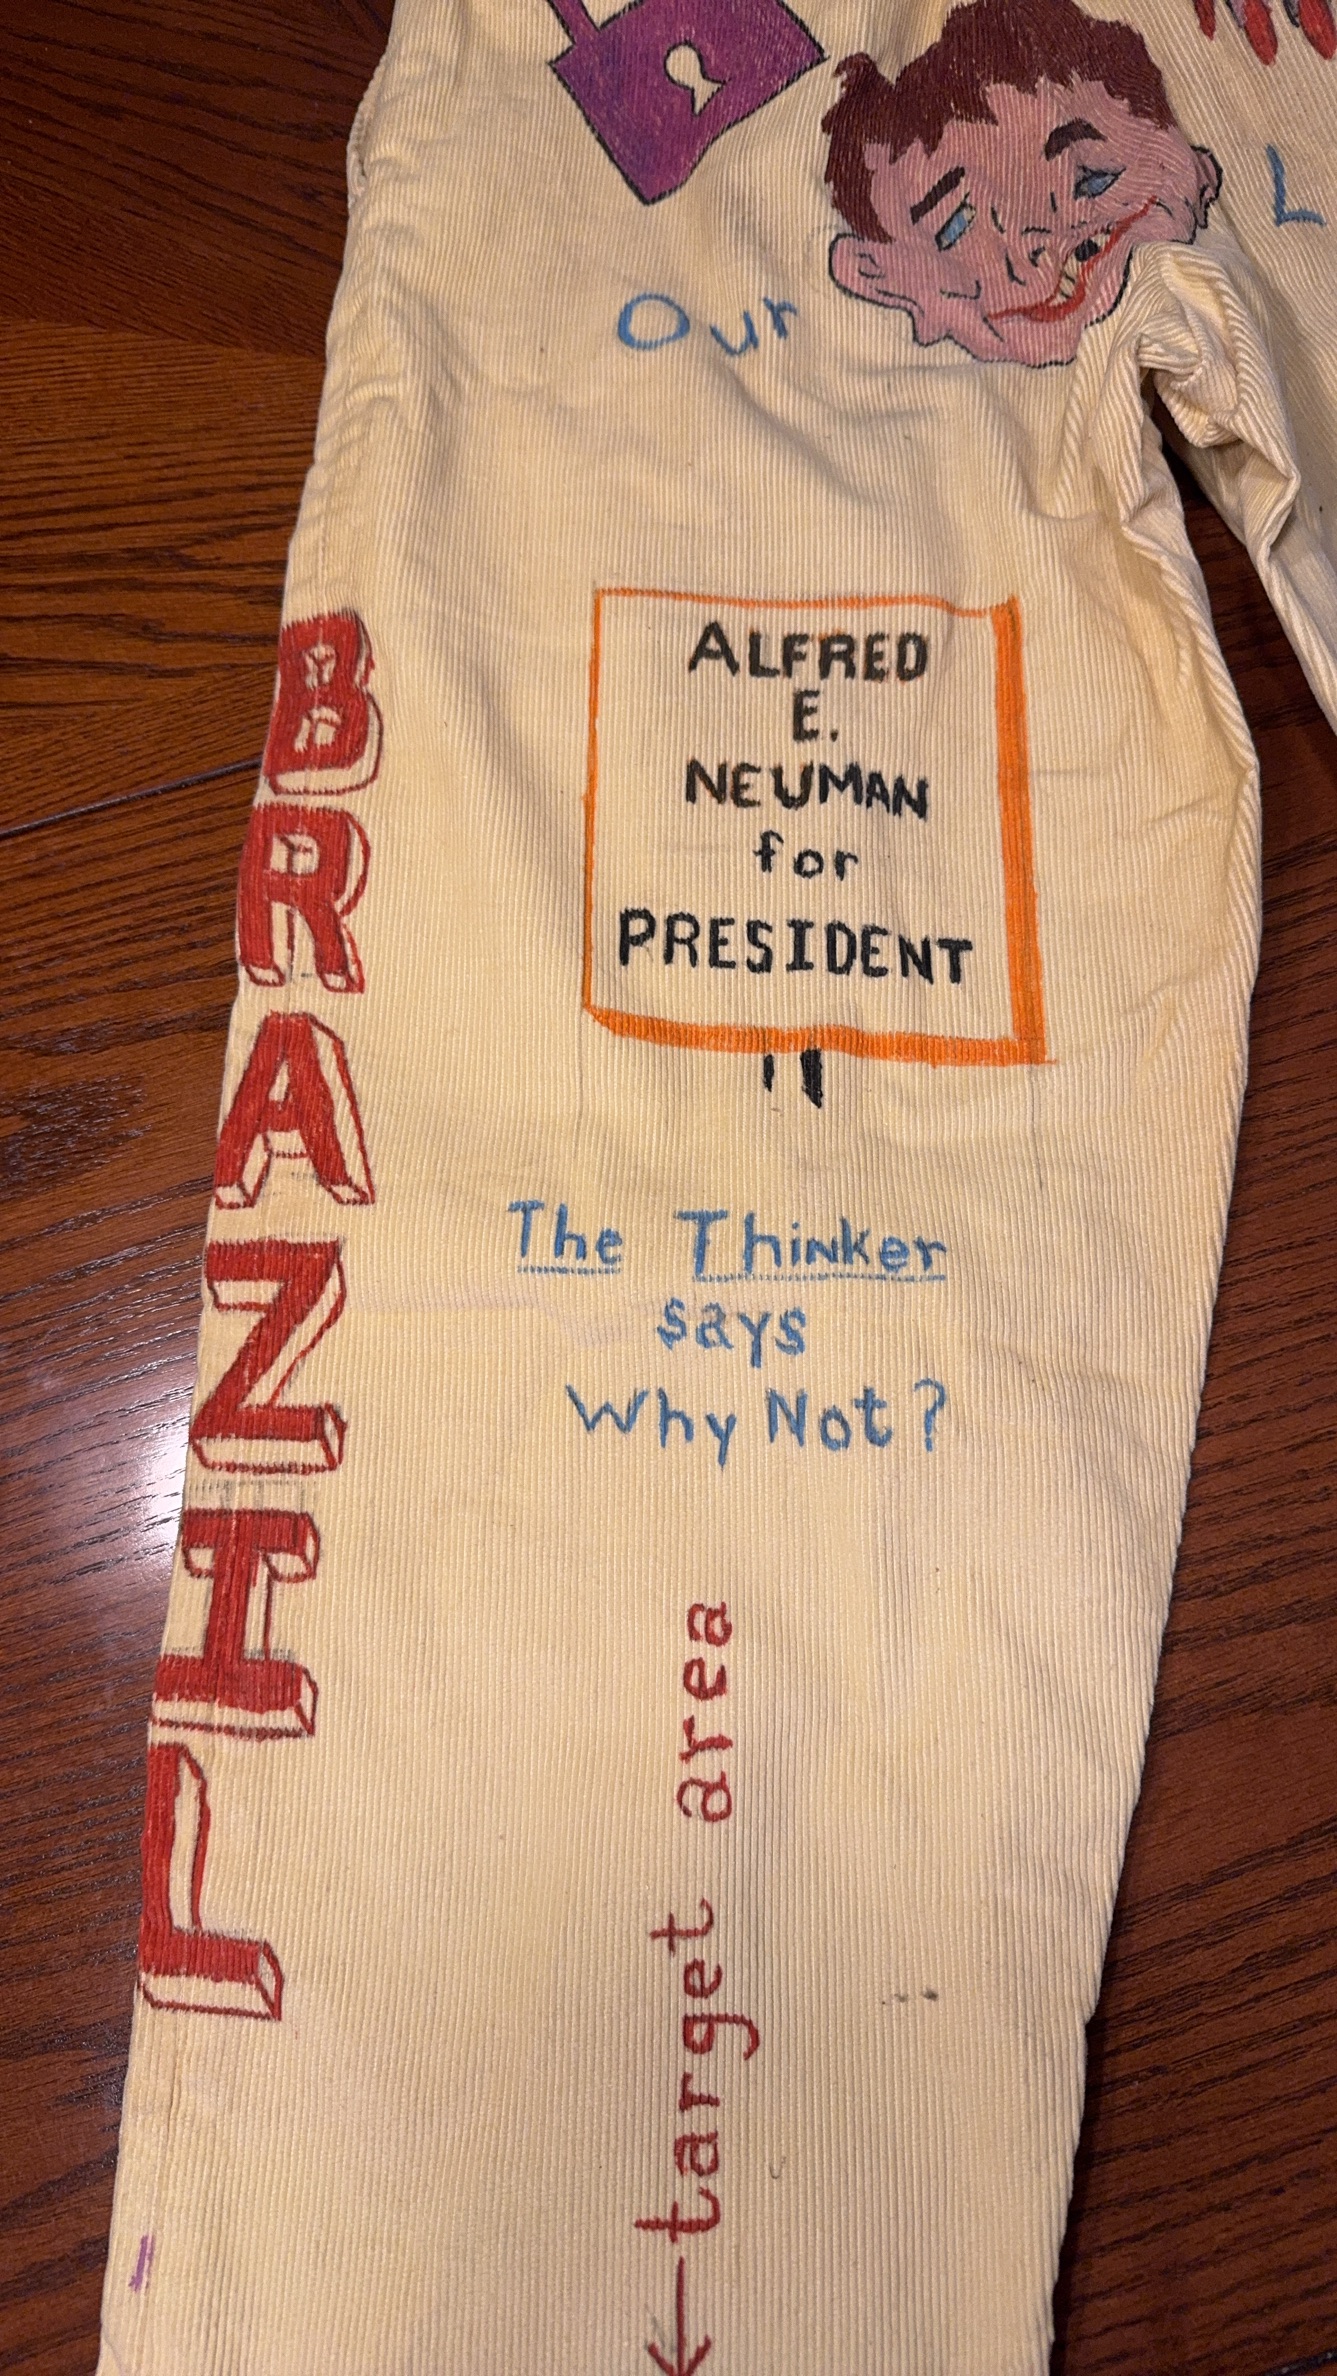 Our
L
BRAZIL
ALFRED
E.
NEUMAN
for
PRESIDENT
The Thinker
says
Why Not?
target area